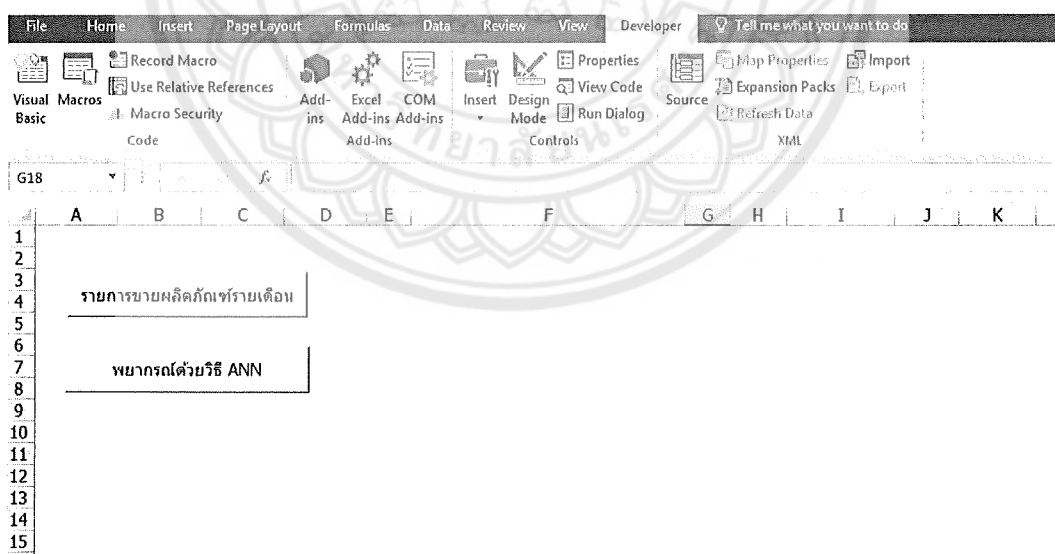 File Home Insert Page Layout Formulas Data Review View Developer Tell me what you want to do
Record Macro
Use Relative References
Macro Security
Visual Basic
Macros
Code
Add-ins
Excel Add-ins
COM Add-ins
Add-Ins
Insert
Design Mode
Properties
View Code
Run Dialog
Controls
Source
Map Properties
Expansion Packs
Refresh Data
Import
Export
XML
G18
fx
A B C D E F G H I J K
1
2
3
รายการขายผลิตภัณฑ์รายเดือน
4
5
6
7
พยากรณ์ด้วยวิธี ANN
8
9
10
11
12
13
14
15